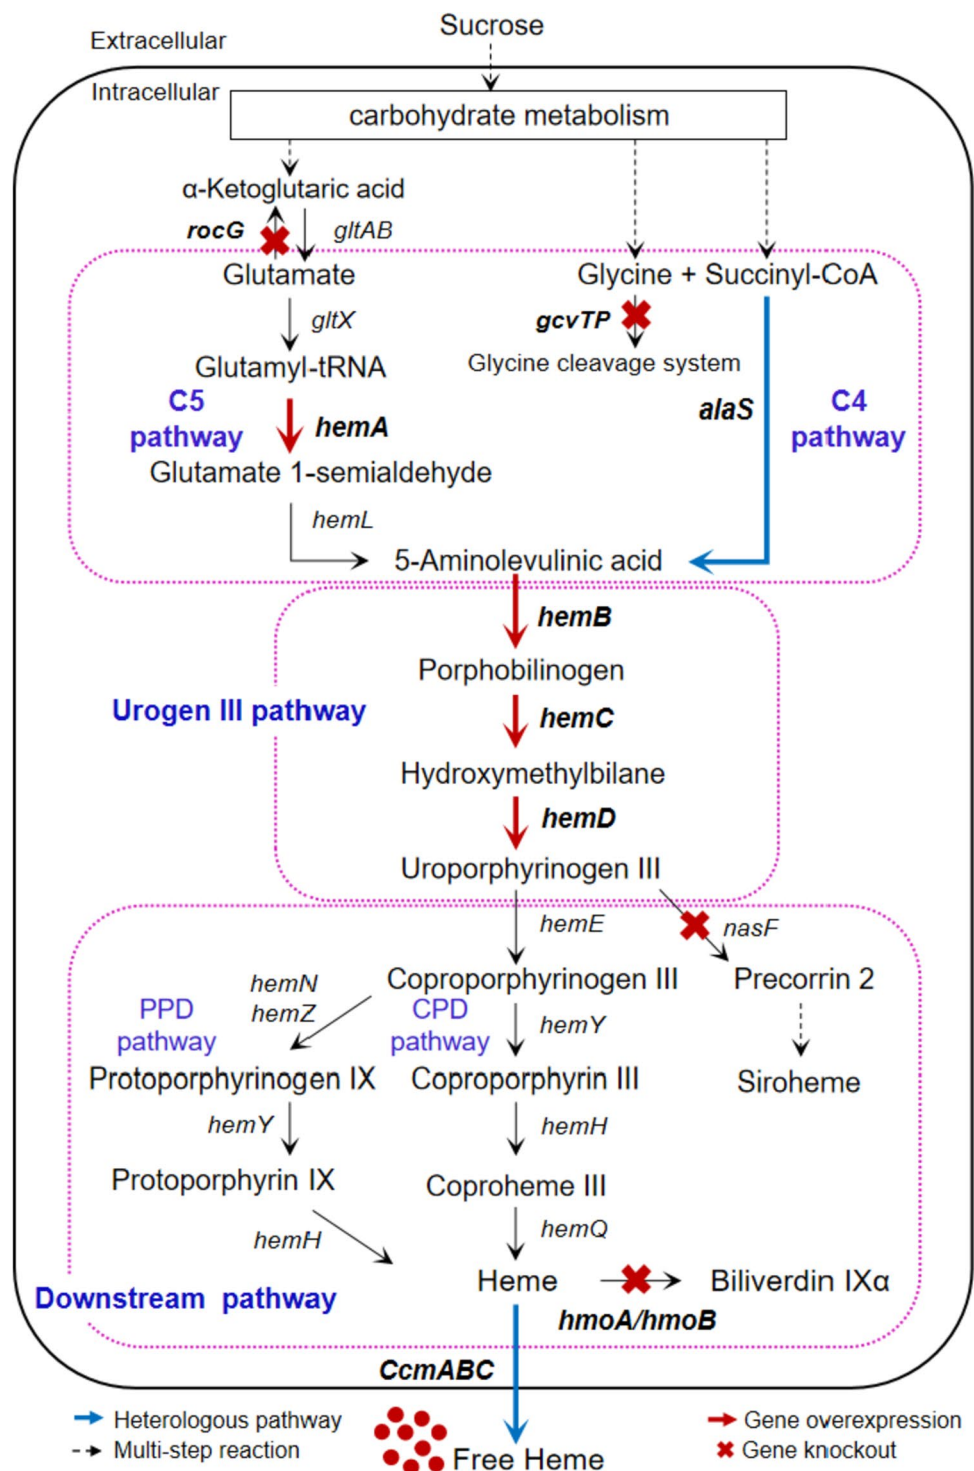 Sucrose
Extracellular
Intracellular
carbohydrate metabolism
α-Ketoglutaric acid
rocG
gltAB
Glutamate
Glycine + Succinyl-CoA
gltX
gcvTP
Glutamyl-tRNA
Glycine cleavage system
C5
pathway
hemA
alaS
C4
pathway
Glutamate 1-semialdehyde
hemL
5-Aminolevulinic acid
hemB
Porphobilinogen
Urogen III pathway
hemC
Hydroxymethylbilane
hemD
Uroporphyrinogen III
hemE
nasF
hemN
hemZ
Coproporphyrinogen III
Precorrin 2
PPD
pathway
CPD
pathway
hemY
Protoporphyrinogen IX
Coproporphyrin III
Siroheme
hemY
hemH
Protoporphyrin IX
Coproheme III
hemH
hemQ
Heme
Biliverdin IXα
Downstream pathway
hmoA/hmoB
CcmABC
Heterologous pathway
Gene overexpression
Multi-step reaction
Free Heme
Gene knockout